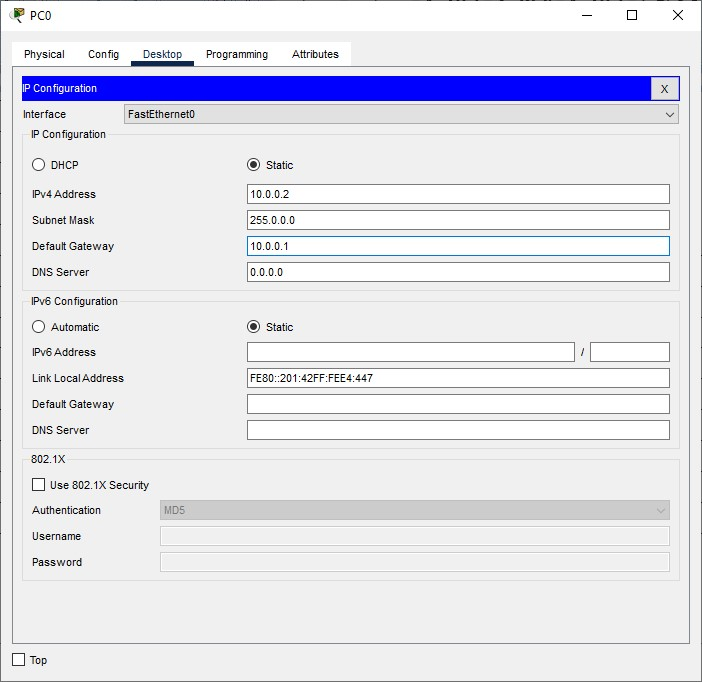 PC0
Physical Config Desktop Programming Attributes
IP Configuration X
Interface FastEthernet0
IP Configuration
DHCP Static
IPv4 Address 10.0.0.2
Subnet Mask 255.0.0.0
Default Gateway 10.0.0.1
DNS Server 0.0.0.0
IPv6 Configuration
Automatic Static
IPv6 Address /
Link Local Address FE80::201:42FF:FEE4:447
Default Gateway
DNS Server
802.1X
Use 802.1X Security
Authentication MD5
Username
Password
Top